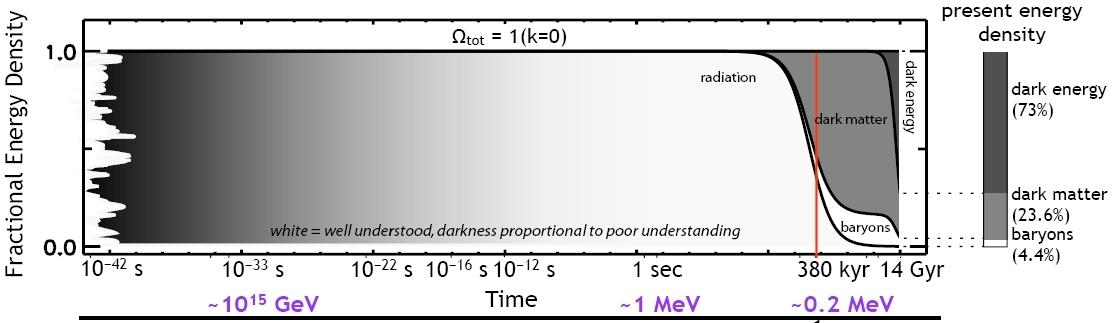 present energy
density
Ω_tot = 1(k=0)
Fractional Energy Density
1.0
0.0
radiation
dark matter
dark energy
baryons
white = well understood, darkness proportional to poor understanding
dark energy
(73%)
dark matter
(23.6%)
baryons
(4.4%)
10⁻⁴² s
10⁻³³ s
10⁻²² s
10⁻¹⁶ s
10⁻¹² s
1 sec
380 kyr
14 Gyr
Time
~10¹⁵ GeV
~1 MeV
~0.2 MeV